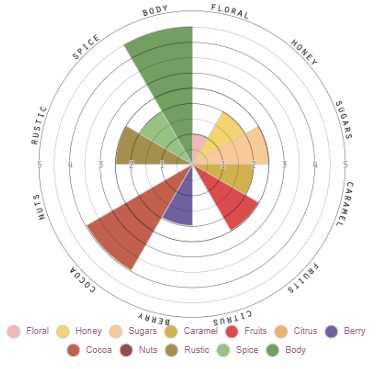 BODY
FLORAL
HONEY
SUGARS
CARAMEL
FRUITS
CITRUS
BERRY
COCOA
NUTS
RUSTIC
SPICE
5 4 3 2 1 1 2 3 4 5
Floral Honey Sugars Caramel Fruits Citrus Berry
Cocoa Nuts Rustic Spice Body